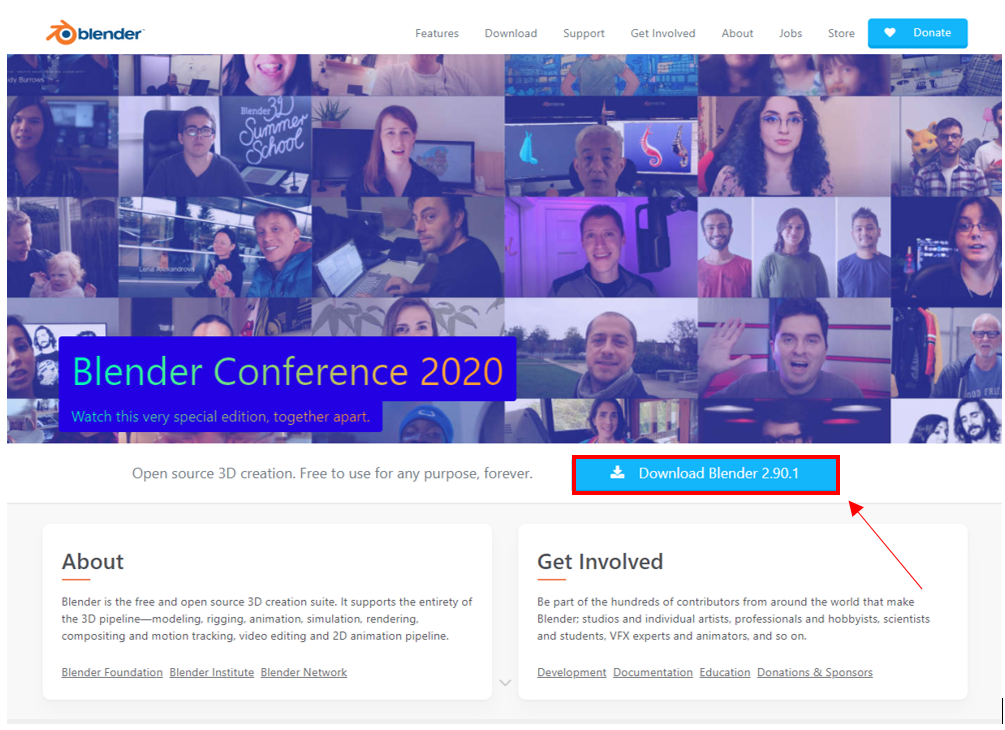 blender
Features Download Support Get Involved About Jobs Store Donate
dy Burrows
Blender 3D
Summer
School
Lena Alexandrova
Blender Conference 2020
Watch this very special edition, together apart.
Open source 3D creation. Free to use for any purpose, forever.
Download Blender 2.90.1
About
Blender is the free and open source 3D creation suite. It supports the entirety of
the 3D pipeline—modeling, rigging, animation, simulation, rendering,
compositing and motion tracking, video editing and 2D animation pipeline.
Blender Foundation Blender Institute Blender Network
Get Involved
Be part of the hundreds of contributors from around the world that make
Blender; studios and individual artists, professionals and hobbyists, scientists
and students, VFX experts and animators, and so on.
Development Documentation Education Donations & Sponsors